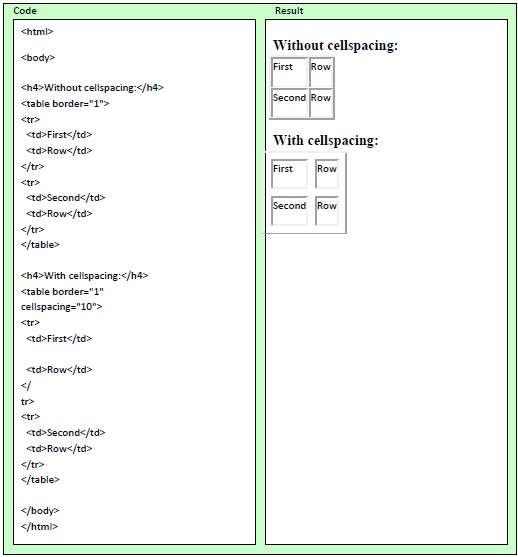 Code
<html>
<body>
<h4>Without cellspacing:</h4>
<table border="1">
<tr>
<td>First</td>
<td>Row</td>
</tr>
<tr>
<td>Second</td>
<td>Row</td>
</tr>
</table>
<h4>With cellspacing:</h4>
<table border="1"
cellspacing="10">
<tr>
<td>First</td>
<td>Row</td>
</
tr>
<tr>
<td>Second</td>
<td>Row</td>
</tr>
</table>
</body>
</html>
Result
Without cellspacing:
First Row
Second Row
With cellspacing:
First Row
Second Row